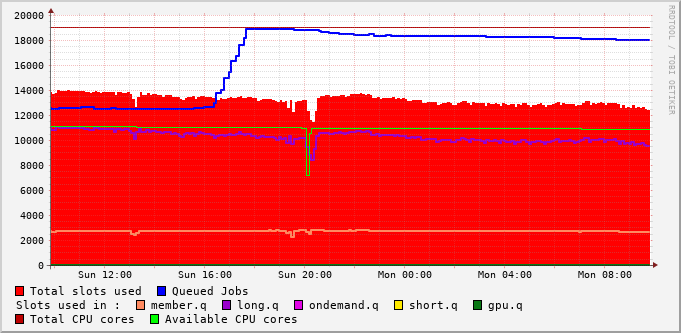 20000
18000
16000
14000
12000
10000
8000
6000
4000
2000
0
Sun 12:00 Sun 16:00 Sun 20:00 Mon 00:00 Mon 04:00 Mon 08:00
Total slots used Queued Jobs
Slots used in : member.q long.q ondemand.q short.q gpu.q
Total CPU cores Available CPU cores
RRDTOOL / TOBI OETIKER